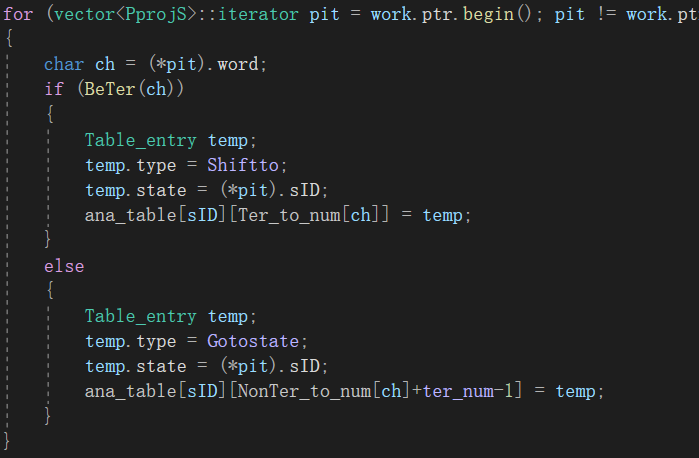 for (vector<PprojS>::iterator pit = work.ptr.begin(); pit != work.pt
{
char ch = (*pit).word;
if (BeTer(ch))
{
Table_entry temp;
temp.type = Shiftto;
temp.state = (*pit).sID;
ana_table[sID][Ter_to_num[ch]] = temp;
}
else
{
Table_entry temp;
temp.type = Gotostate;
temp.state = (*pit).sID;
ana_table[sID][NonTer_to_num[ch]+ter_num-1] = temp;
}
}